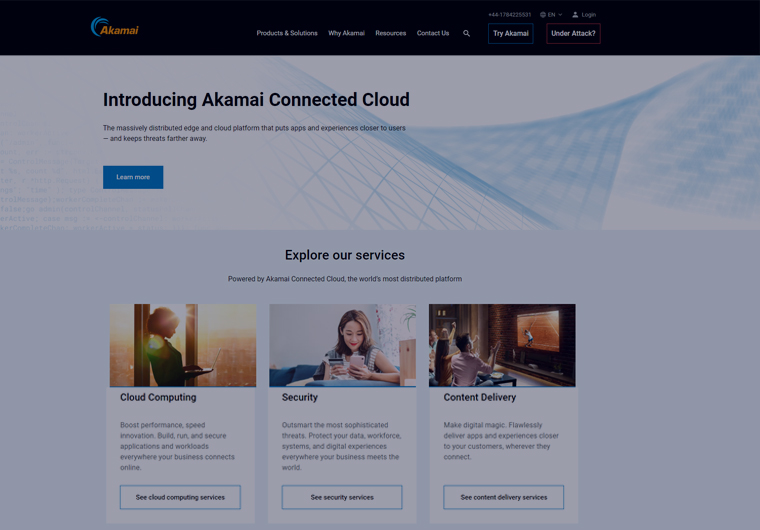 +44-1784225531 EN Login
Akamai
Products & Solutions Why Akamai Resources Contact Us Try Akamai Under Attack?
Introducing Akamai Connected Cloud
The massively distributed edge and cloud platform that puts apps and experiences closer to users
— and keeps threats farther away.
Learn more
Explore our services
Powered by Akamai Connected Cloud, the world's most distributed platform
Cloud Computing
Boost performance, speed
innovation. Build, run, and secure
applications and workloads
everywhere your business connects
online.
See cloud computing services
Security
Outsmart the most sophisticated
threats. Protect your data, workforce,
systems, and digital experiences
everywhere your business meets the
world.
See security services
Content Delivery
Make digital magic. Flawlessly
deliver apps and experiences closer
to your customers, wherever they
connect.
See content delivery services